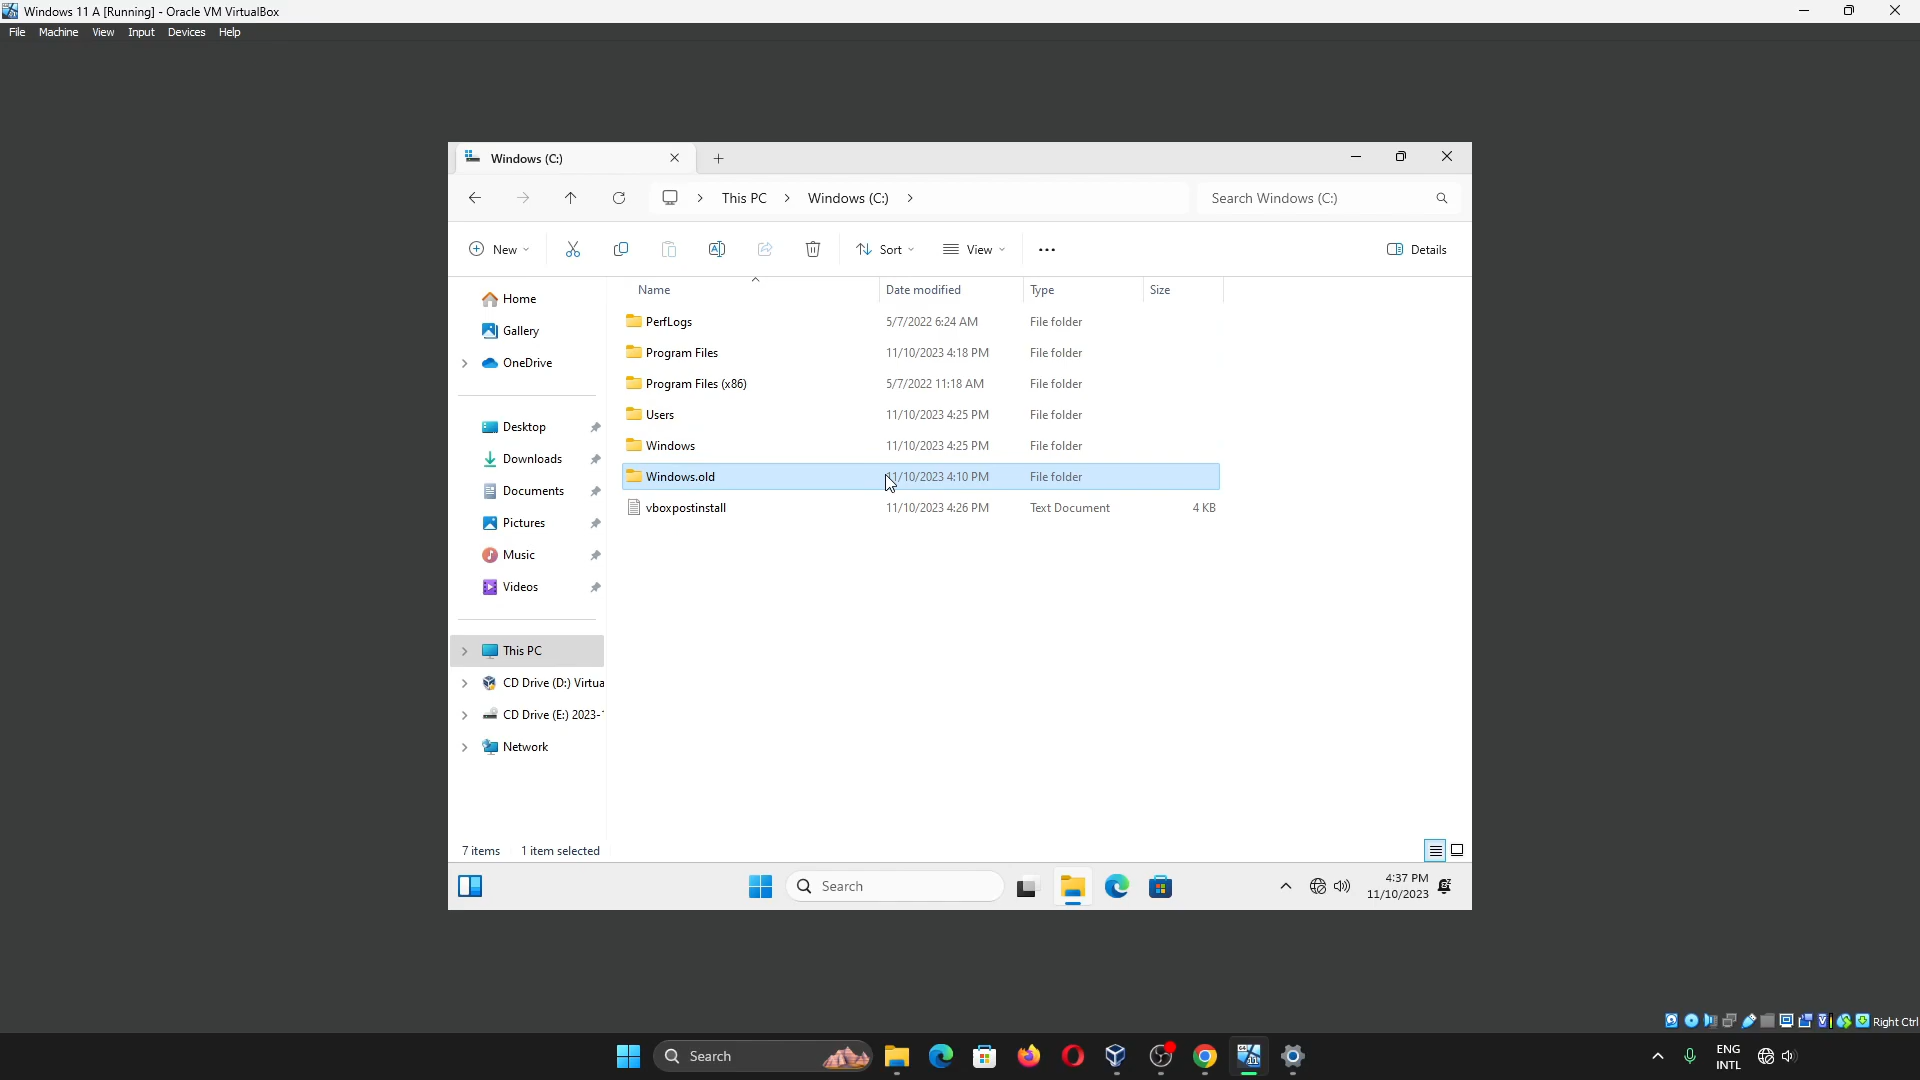 Windows 11 A [Running] - Oracle VM VirtualBox
File Machine View Input Devices Help
Windows (C:)
This PC Windows (C:)
Search Windows (C:)
New
Sort
View
Details
Name Date modified Type Size
Home
Gallery
OneDrive
Desktop
Downloads
Documents
Pictures
Music
Videos
This PC
CD Drive (D:) Virtua
CD Drive (E:) 2023-
Network
PerfLogs 5/7/2022 6:24 AM File folder
Program Files 11/10/2023 4:18 PM File folder
Program Files (x86) 5/7/2022 11:18 AM File folder
Users 11/10/2023 4:25 PM File folder
Windows 11/10/2023 4:25 PM File folder
Windows.old 11/10/2023 4:10 PM File folder
vboxpostinstall 11/10/2023 4:26 PM Text Document 4 KB
7 items 1 item selected
Search
4:37 PM
11/10/2023
Right Ctrl
Search
ENG
INTL